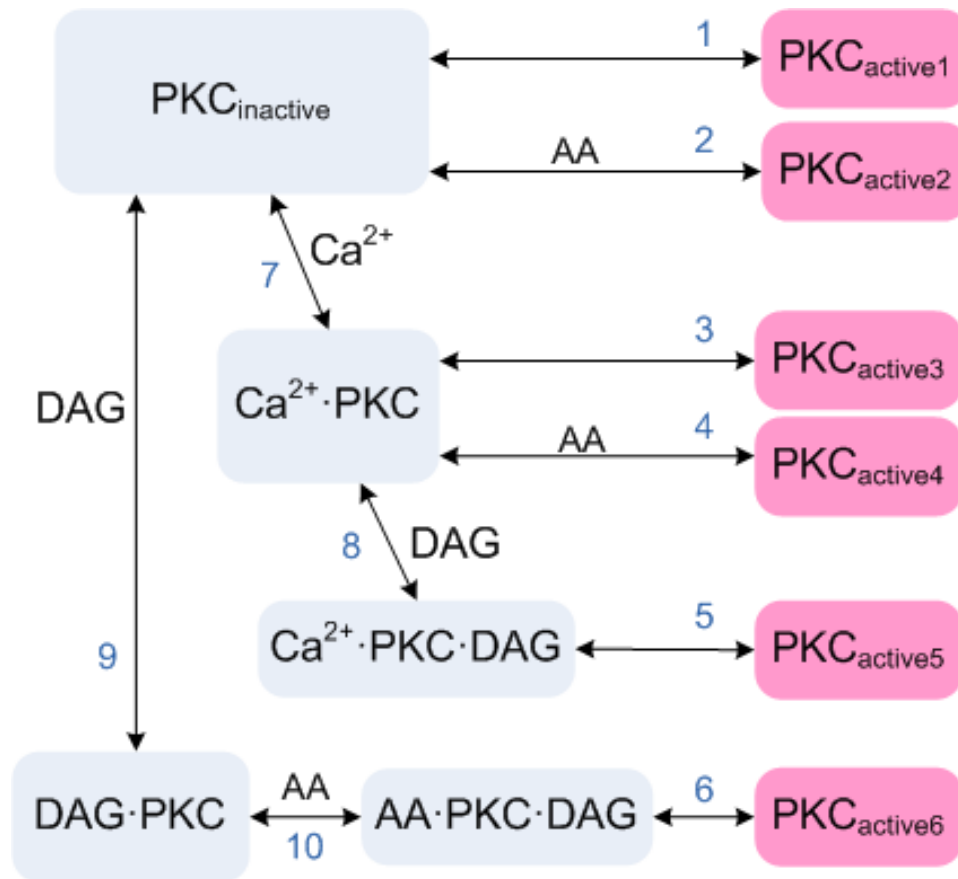 1
PKCactive1
PKCinactive
AA
2
PKCactive2
Ca²⁺
7
3
PKCactive3
DAG
Ca²⁺·PKC
AA
4
PKCactive4
8
DAG
9
Ca²⁺·PKC·DAG
5
PKCactive5
DAG·PKC
AA
10
AA·PKC·DAG
6
PKCactive6